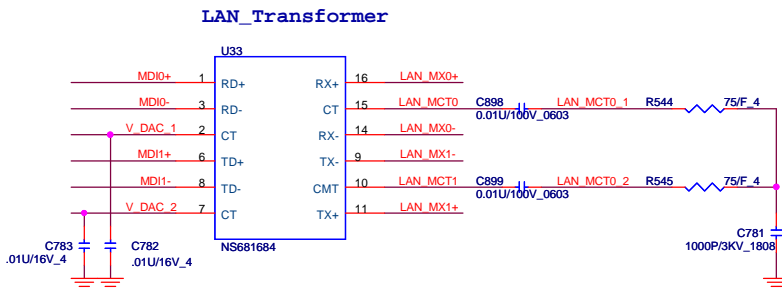 LAN_Transformer
U33
MDI0+ 1 RD+ RX+ 16 LAN_MX0+
MDI0- 3 RD- CT 15 LAN_MCT0 C898 LAN_MCT0_1 R544 75/F_4
0.01U/100V_0603
V_DAC_1 2 CT RX- 14 LAN_MX0-
MDI1+ 6 TD+ TX- 9 LAN_MX1-
MDI1- 8 TD- CMT 10 LAN_MCT1 C899 LAN_MCT0_2 R545 75/F_4
0.01U/100V_0603
V_DAC_2 7 CT TX+ 11 LAN_MX1+
C783 C782 NS681684 C781
.01U/16V_4 .01U/16V_4 1000P/3KV_1808